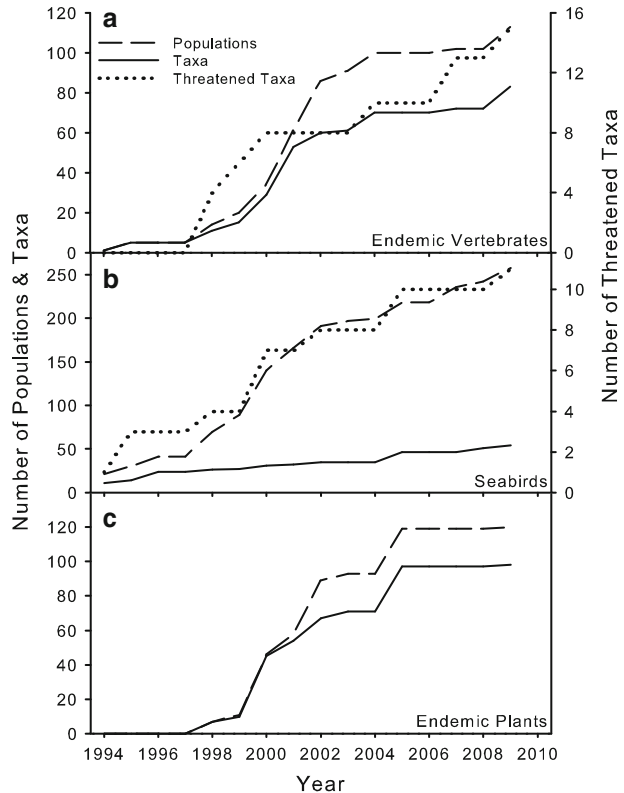 a
Populations
Taxa
Threatened Taxa
120
100
80
60
40
20
0
16
12
8
4
0
Endemic Vertebrates
b
250
200
150
100
50
0
10
8
6
4
2
0
Seabirds
c
120
100
80
60
40
20
0
Endemic Plants
1994 1996 1998 2000 2002 2004 2006 2008 2010
Year
Number of Populations & Taxa
Number of Threatened Taxa